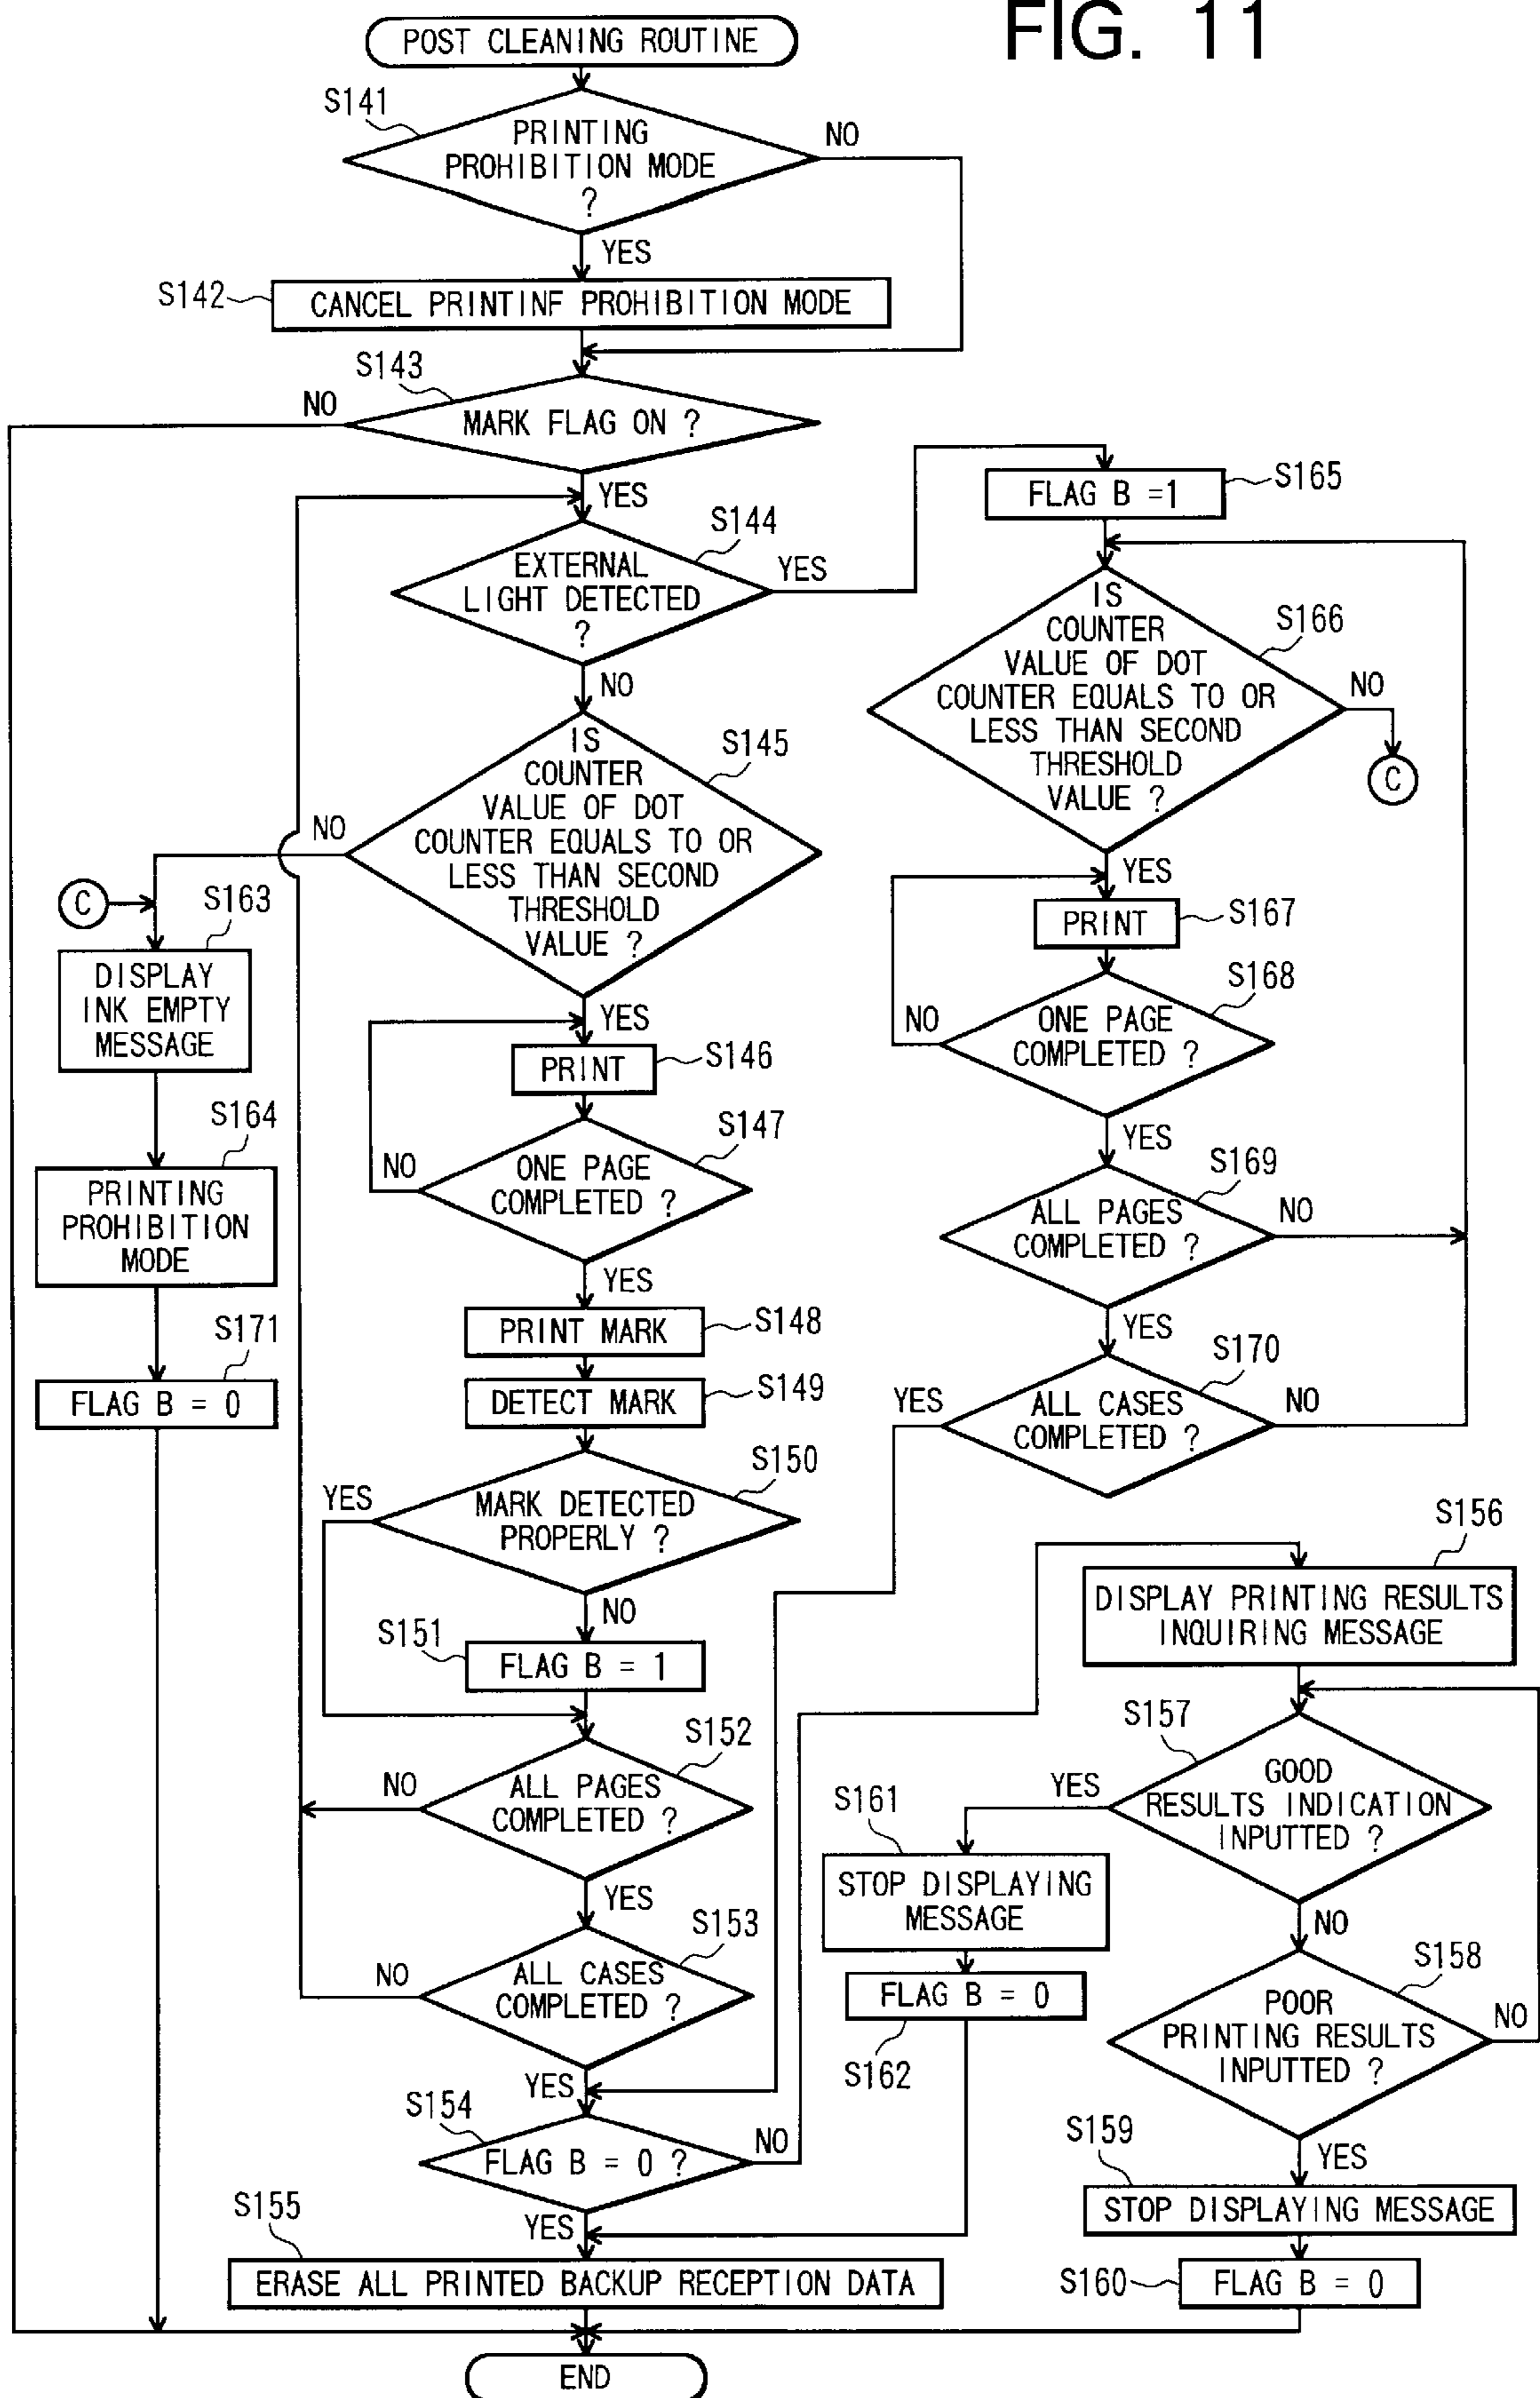 FIG. 11
POST CLEANING ROUTINE
S141
PRINTING
PROHIBITION MODE
?
NO
YES
S142
CANCEL PRINTINF PROHIBITION MODE
S143
NO
MARK FLAG ON ?
YES
S144
EXTERNAL
LIGHT DETECTED
?
YES
NO
S145
IS
COUNTER
VALUE OF DOT
COUNTER EQUALS TO OR
LESS THAN SECOND
THRESHOLD
VALUE ?
NO
YES
C
S163
DISPLAY
INK EMPTY
MESSAGE
S164
PRINTING
PROHIBITION
MODE
S171
FLAG B = 0
PRINT
S146
S147
NO
ONE PAGE
COMPLETED ?
YES
PRINT MARK
S148
DETECT MARK
S149
S150
YES
MARK DETECTED
PROPERLY ?
NO
S151
FLAG B = 1
S152
NO
ALL PAGES
COMPLETED ?
YES
S153
NO
ALL CASES
COMPLETED ?
YES
S154
FLAG B = 0 ?
NO
S155
YES
ERASE ALL PRINTED BACKUP RECEPTION DATA
END
FLAG B =1
S165
S166
IS
COUNTER
VALUE OF DOT
COUNTER EQUALS TO OR
LESS THAN SECOND
THRESHOLD
VALUE ?
NO
C
YES
PRINT
S167
S168
NO
ONE PAGE
COMPLETED ?
YES
S169
ALL PAGES
COMPLETED ?
NO
YES
S170
YES
ALL CASES
COMPLETED ?
NO
S156
DISPLAY PRINTING RESULTS
INQUIRING MESSAGE
S157
YES
GOOD
RESULTS INDICATION
INPUTTED ?
NO
S161
STOP DISPLAYING
MESSAGE
FLAG B = 0
S162
S158
POOR
PRINTING RESULTS
INPUTTED ?
NO
S159
YES
STOP DISPLAYING MESSAGE
S160
FLAG B = 0